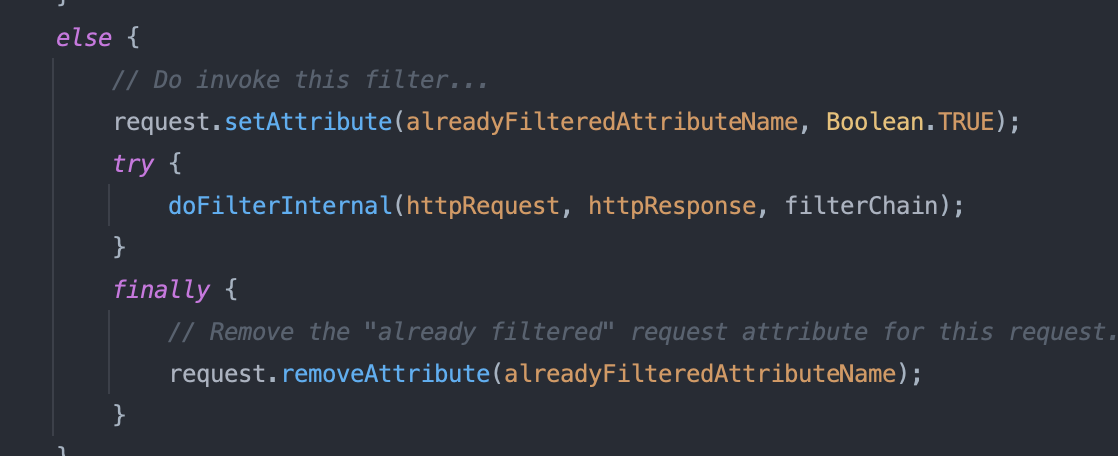 }
else {
// Do invoke this filter...
request.setAttribute(alreadyFilteredAttributeName, Boolean.TRUE);
try {
doFilterInternal(httpRequest, httpResponse, filterChain);
}
finally {
// Remove the "already filtered" request attribute for this request.
request.removeAttribute(alreadyFilteredAttributeName);
}
}